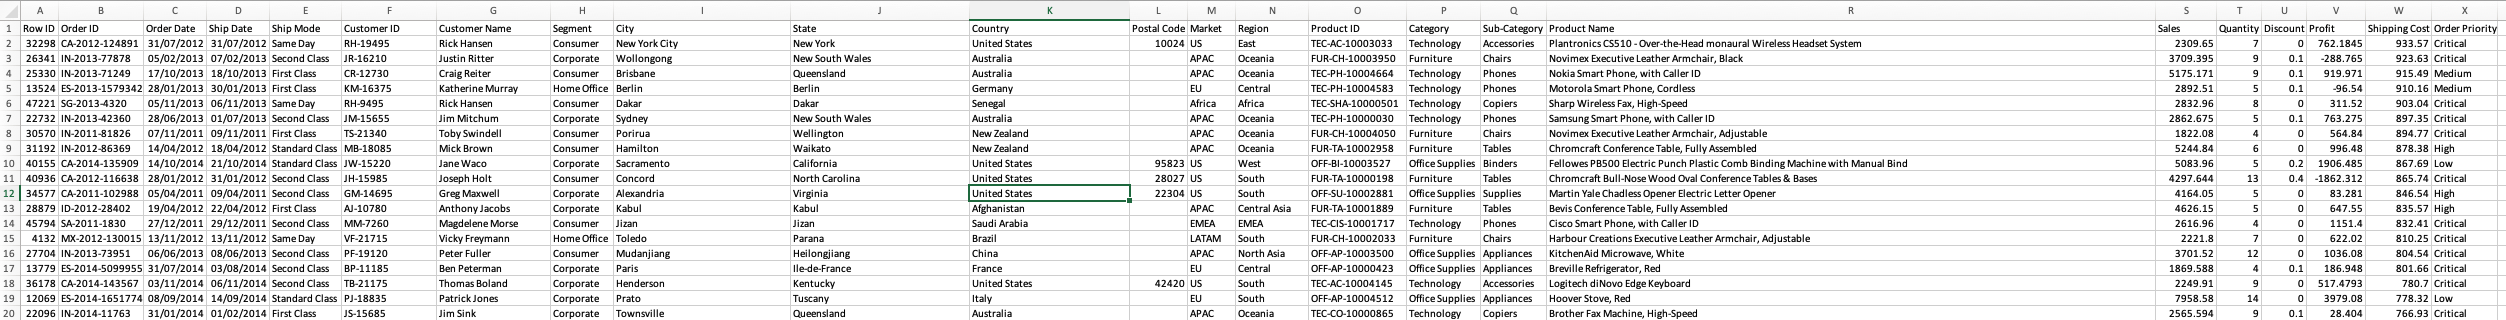 A B C D E F G H I J K L M N O P Q R S T U V W X
1 Row ID Order ID Order Date Ship Date Ship Mode Customer ID Customer Name Segment City State Country Postal Code Market Region Product ID Category Sub-Category Product Name Sales Quantity Discount Profit Shipping Cost Order Priority
2 32298 CA-2012-124891 31/07/2012 31/07/2012 Same Day RH-19495 Rick Hansen Consumer New York City New York United States 10024 US East TEC-AC-10003033 Technology Accessories Plantronics CS510 - Over-the-Head monaural Wireless Headset System 2309.65 7 0 762.1845 933.57 Critical
3 26341 IN-2013-77878 05/02/2013 07/02/2013 Second Class JR-16210 Justin Ritter Corporate Wollongong New South Wales Australia APAC Oceania FUR-CH-10003950 Furniture Chairs Novimex Executive Leather Armchair, Black 3709.395 9 0.1 -288.765 923.63 Critical
4 25330 IN-2013-71249 17/10/2013 18/10/2013 First Class CR-12730 Craig Reiter Consumer Brisbane Queensland Australia APAC Oceania TEC-PH-10004664 Technology Phones Nokia Smart Phone, with Caller ID 5175.171 9 0.1 919.971 915.49 Medium
5 13524 ES-2013-1579342 28/01/2013 30/01/2013 First Class KM-16375 Katherine Murray Home Office Berlin Berlin Germany EU Central TEC-PH-10004583 Technology Phones Motorola Smart Phone, Cordless 2892.51 5 0.1 -96.54 910.16 Medium
6 47221 SG-2013-4320 05/11/2013 06/11/2013 Same Day RH-9495 Rick Hansen Consumer Dakar Dakar Senegal Africa Africa TEC-SHA-10000501 Technology Copiers Sharp Wireless Fax, High-Speed 2832.96 8 0 311.52 903.04 Critical
7 22732 IN-2013-42360 28/06/2013 01/07/2013 Second Class JM-15655 Jim Mitchum Corporate Sydney New South Wales Australia APAC Oceania TEC-PH-10000030 Technology Phones Samsung Smart Phone, with Caller ID 2862.675 5 0.1 763.275 897.35 Critical
8 30570 IN-2011-81826 07/11/2011 09/11/2011 First Class TS-21340 Toby Swindell Consumer Porirua Wellington New Zealand APAC Oceania FUR-CH-10004050 Furniture Chairs Novimex Executive Leather Armchair, Adjustable 1822.08 4 0 564.84 894.77 Critical
9 31192 IN-2012-86369 14/04/2012 18/04/2012 Standard Class MB-18085 Mick Brown Consumer Hamilton Waikato New Zealand APAC Oceania FUR-TA-10002958 Furniture Tables Chromcraft Conference Table, Fully Assembled 5244.84 6 0 996.48 878.38 High
10 40155 CA-2014-135909 14/10/2014 21/10/2014 Standard Class JW-15220 Jane Waco Corporate Sacramento California United States 95823 US West OFF-BI-10003527 Office Supplies Binders Fellowes PB500 Electric Punch Plastic Comb Binding Machine with Manual Bind 5083.96 5 0.2 1906.485 867.69 Low
11 40936 CA-2012-116638 28/01/2012 31/01/2012 Second Class JH-15985 Joseph Holt Consumer Concord North Carolina United States 28027 US South FUR-TA-10000198 Furniture Tables Chromcraft Bull-Nose Wood Oval Conference Tables & Bases 4297.644 13 0.4 -1862.312 865.74 Critical
12 34577 CA-2011-102988 05/04/2011 09/04/2011 Second Class GM-14695 Greg Maxwell Corporate Alexandria Virginia United States 22304 US South OFF-SU-10002881 Office Supplies Supplies Martin Yale Chadless Opener Electric Letter Opener 4164.05 5 0 83.281 846.54 High
13 28879 ID-2012-28402 19/04/2012 22/04/2012 First Class AJ-10780 Anthony Jacobs Corporate Kabul Kabul Afghanistan APAC Central Asia FUR-TA-10001889 Furniture Tables Bevis Conference Table, Fully Assembled 4626.15 5 0 647.55 835.57 High
14 45794 SA-2011-1830 27/12/2011 29/12/2011 Second Class MM-7260 Magdelene Morse Consumer Jizan Jizan Saudi Arabia EMEA EMEA TEC-CIS-10001717 Technology Phones Cisco Smart Phone, with Caller ID 2616.96 4 0 1151.4 832.41 Critical
15 4132 MX-2012-130015 13/11/2012 13/11/2012 Same Day VF-21715 Vicky Freymann Home Office Toledo Parana Brazil LATAM South FUR-CH-10002033 Furniture Chairs Harbour Creations Executive Leather Armchair, Adjustable 2221.8 7 0 622.02 810.25 Critical
16 27704 IN-2013-73951 06/06/2013 08/06/2013 Second Class PF-19120 Peter Fuller Consumer Mudanjiang Heilongjiang China APAC North Asia OFF-AP-10003500 Office Supplies Appliances KitchenAid Microwave, White 3701.52 12 0 1036.08 804.54 Critical
17 13779 ES-2014-5099955 31/07/2014 03/08/2014 Second Class BP-11185 Ben Peterman Corporate Paris Ile-de-France France EU Central OFF-AP-10000423 Office Supplies Appliances Breville Refrigerator, Red 1869.588 4 0.1 186.948 801.66 Critical
18 36178 CA-2014-143567 03/11/2014 06/11/2014 Second Class TB-21175 Thomas Boland Corporate Henderson Kentucky United States 42420 US South TEC-AC-10004145 Technology Accessories Logitech diNovo Edge Keyboard 2249.91 9 0 517.4793 780.7 Critical
19 12069 ES-2014-1651774 08/09/2014 14/09/2014 Standard Class PJ-18835 Patrick Jones Corporate Prato Tuscany Italy EU South OFF-AP-10004512 Office Supplies Appliances Hoover Stove, Red 7958.58 14 0 3979.08 778.32 Low
20 22096 IN-2014-11763 31/01/2014 01/02/2014 First Class JS-15685 Jim Sink Corporate Townsville Queensland Australia APAC Oceania TEC-CO-10000865 Technology Copiers Brother Fax Machine, High-Speed 2565.594 9 0.1 28.404 766.93 Critical